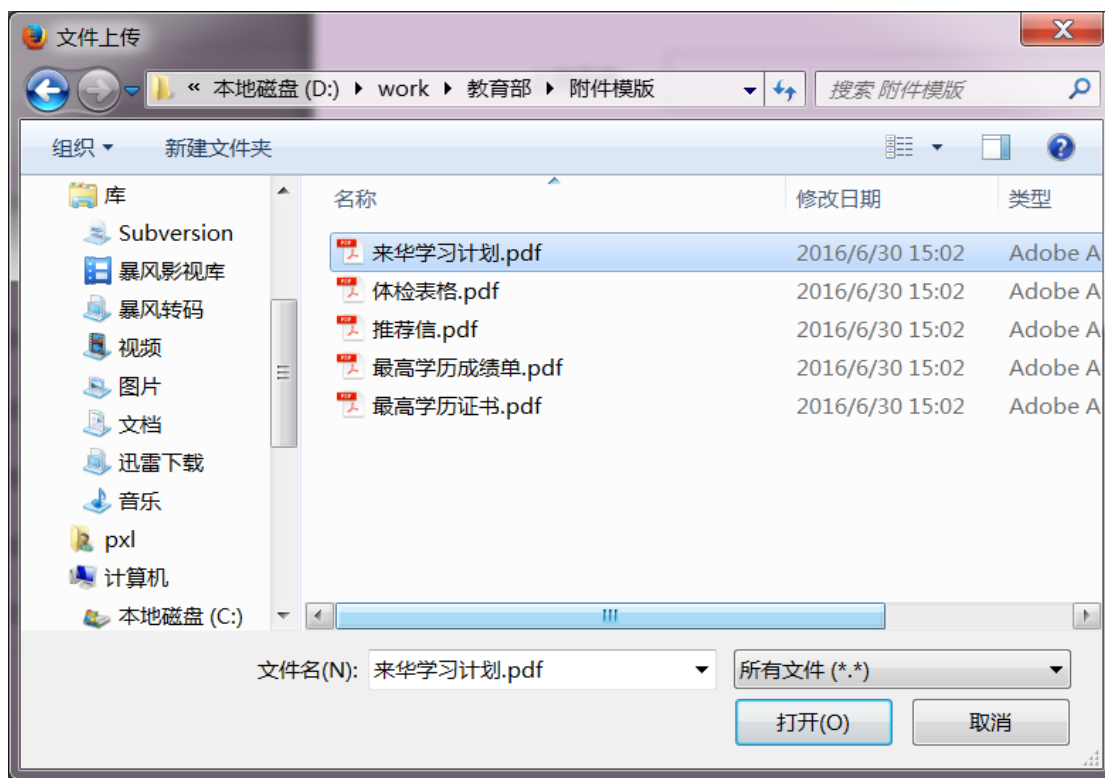 文件上传
« 本地磁盘 (D:) ▸ work ▸ 教育部 ▸ 附件模版
搜索 附件模版
组织
新建文件夹
库
Subversion
暴风影视库
暴风转码
视频
图片
文档
迅雷下载
音乐
pxl
计算机
本地磁盘 (C:)
名称 修改日期 类型
来华学习计划.pdf 2016/6/30 15:02 Adobe A
体检表格.pdf 2016/6/30 15:02 Adobe A
推荐信.pdf 2016/6/30 15:02 Adobe A
最高学历成绩单.pdf 2016/6/30 15:02 Adobe A
最高学历证书.pdf 2016/6/30 15:02 Adobe A
文件名(N): 来华学习计划.pdf 所有文件 (*.*)
打开(O) 取消